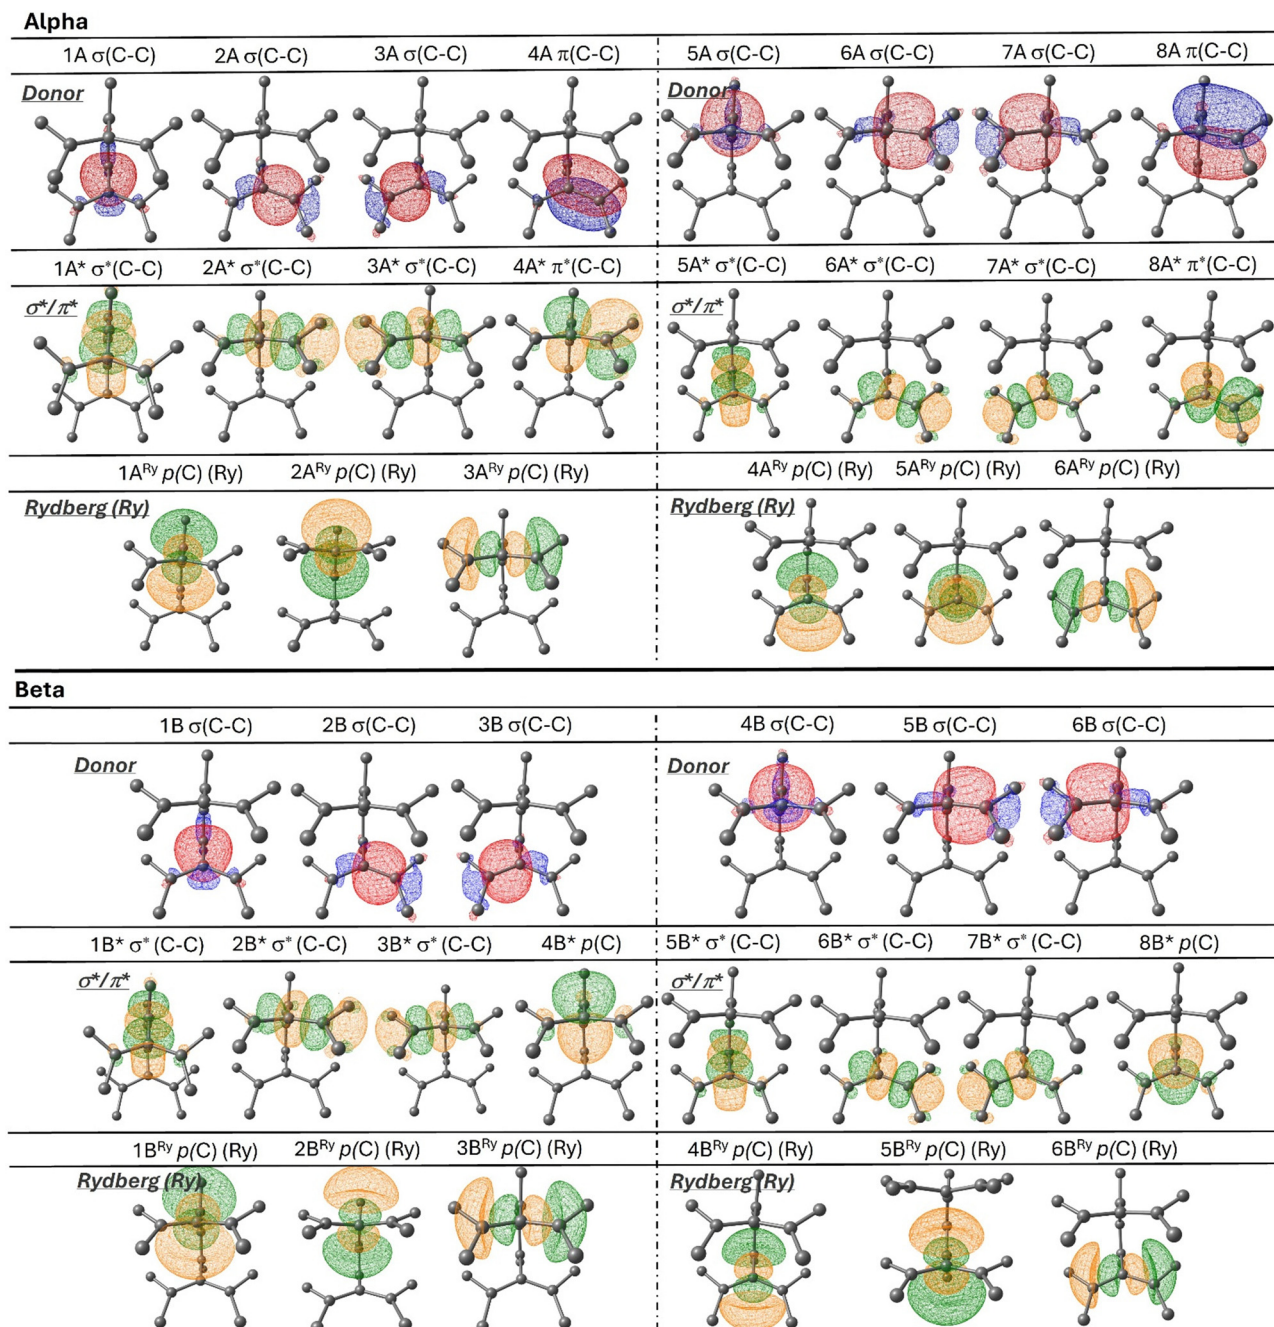 Alpha
1A σ(C-C) 2A σ(C-C) 3A σ(C-C) 4A π(C-C) 5A σ(C-C) 6A σ(C-C) 7A σ(C-C) 8A π(C-C)
Donor Donor
1A* σ*(C-C) 2A* σ*(C-C) 3A* σ*(C-C) 4A* π*(C-C) 5A* σ*(C-C) 6A* σ*(C-C) 7A* σ*(C-C) 8A* π*(C-C)
σ*/π* σ*/π*
1Aᴿʸ p(C) (Ry) 2Aᴿʸ p(C) (Ry) 3Aᴿʸ p(C) (Ry) 4Aᴿʸ p(C) (Ry) 5Aᴿʸ p(C) (Ry) 6Aᴿʸ p(C) (Ry)
Rydberg (Ry) Rydberg (Ry)
Beta
1B σ(C-C) 2B σ(C-C) 3B σ(C-C) 4B σ(C-C) 5B σ(C-C) 6B σ(C-C)
Donor Donor
1B* σ*(C-C) 2B* σ*(C-C) 3B* σ*(C-C) 4B* p(C) 5B* σ*(C-C) 6B* σ*(C-C) 7B* σ*(C-C) 8B* p(C)
σ*/π* σ*/π*
1Bᴿʸ p(C) (Ry) 2Bᴿʸ p(C) (Ry) 3Bᴿʸ p(C) (Ry) 4Bᴿʸ p(C) (Ry) 5Bᴿʸ p(C) (Ry) 6Bᴿʸ p(C) (Ry)
Rydberg (Ry) Rydberg (Ry)